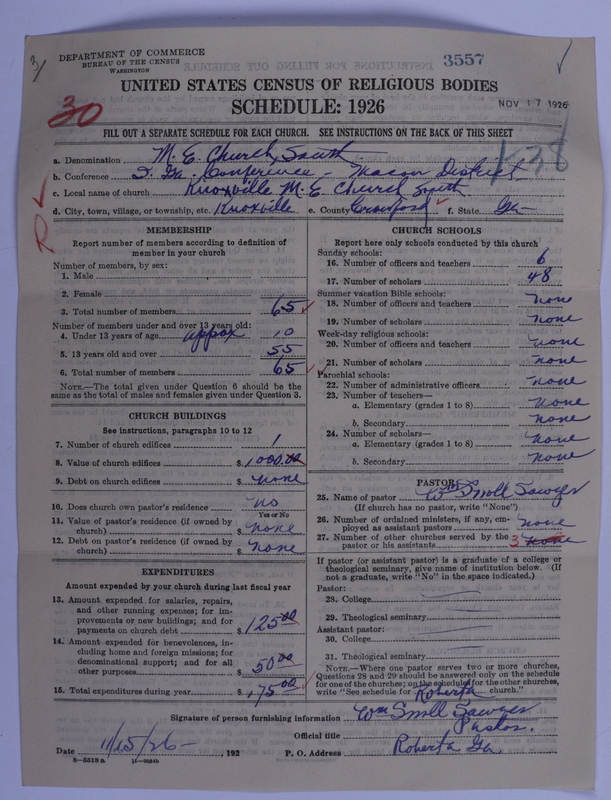 DEPARTMENT OF COMMERCE
BUREAU OF THE CENSUS
WASHINGTON
3557
30
UNITED STATES CENSUS OF RELIGIOUS BODIES
SCHEDULE: 1926
NOV 17 1926
FILL OUT A SEPARATE SCHEDULE FOR EACH CHURCH. SEE INSTRUCTIONS ON THE BACK OF THIS SHEET
1-38
a. Denomination M. E. Church, South
b. Conference S. Ga. Conference - Macon District
c. Local name of church Knoxville M. E. Church South
d. City, town, village, or township, etc. Knoxville e. County Crawford f. State Ga-
R
MEMBERSHIP
Report number of members according to definition of
member in your church
Number of members, by sex:
1. Male
2. Female
3. Total number of members 65
Number of members under and over 13 years old:
4. Under 13 years of age approx 10
5. 13 years old and over 55
6. Total number of members 65
NOTE.—The total given under Question 6 should be the
same as the total of males and females given under Question 3.
CHURCH BUILDINGS
See instructions, paragraphs 10 to 12
7. Number of church edifices 1
8. Value of church edifices $ 1000.00
9. Debt on church edifices $ none
10. Does church own pastor's residence no
Yes or No
11. Value of pastor's residence (if owned by
church) $ none
12. Debt on pastor's residence (if owned by
church) $ none
EXPENDITURES
Amount expended by your church during last fiscal year
13. Amount expended for salaries, repairs,
and other running expenses; for im-
provements or new buildings; and for
payments on church debt $ 125.00
14. Amount expended for benevolences, in-
cluding home and foreign missions; for
denominational support; and for all
other purposes $ 50.00
15. Total expenditures during year $ 175.00
CHURCH SCHOOLS
Report here only schools conducted by this church
Sunday schools:
16. Number of officers and teachers 6
17. Number of scholars 48
Summer vacation Bible schools:
18. Number of officers and teachers none
19. Number of scholars none
Week-day religious schools:
20. Number of officers and teachers none
21. Number of scholars none
Parochial schools:
22. Number of administrative officers none
23. Number of teachers—
a. Elementary (grades 1 to 8) none
b. Secondary none
24. Number of scholars—
a. Elementary (grades 1 to 8) none
b. Secondary none
PASTOR
25. Name of pastor Wm Smoll Sawyer
(If church has no pastor, write "None")
26. Number of ordained ministers, if any, em-
ployed as assistant pastors none
27. Number of other churches served by the
pastor or his assistants 3 none
If pastor (or assistant pastor) is a graduate of a college or
theological seminary, give name of institution below. (If
not a graduate, write "No" in the space indicated.)
Pastor:
28. College
29. Theological seminary
Assistant pastor:
30. College
31. Theological seminary
NOTE.—Where one pastor serves two or more churches,
Questions 28 and 29 should be answered only on the schedule
for one of the churches; on the schedule for the other churches,
write "See schedule for Roberta church."
Signature of person furnishing information Wm Smoll Sawyer
Official title Pastor.
Date 11/15/26- , 192 P. O. Address Roberta Ga.
8-5519a